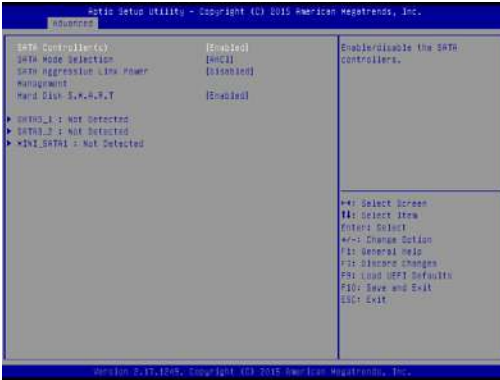 Aptio Setup Utility - Copyright (C) 2015 American Megatrends, Inc.
Advanced
SATA Controller(s) [Enabled]
SATA Mode Selection [AHCI]
SATA Aggressive Link Power Management [Disabled]
Hard Disk S.M.A.R.T [Enabled]
SATA3_1 : Not Detected
SATA3_2 : Not Detected
MINI_SATA1 : Not Detected
Enable/disable the SATA
controllers.
→←: Select Screen
↑↓: Select Item
Enter: Select
+/-: Change Option
F1: General Help
F7: Discard Changes
F9: Load UEFI Defaults
F10: Save and Exit
ESC: Exit
Version 2.17.1249. Copyright (C) 2015 American Megatrends, Inc.